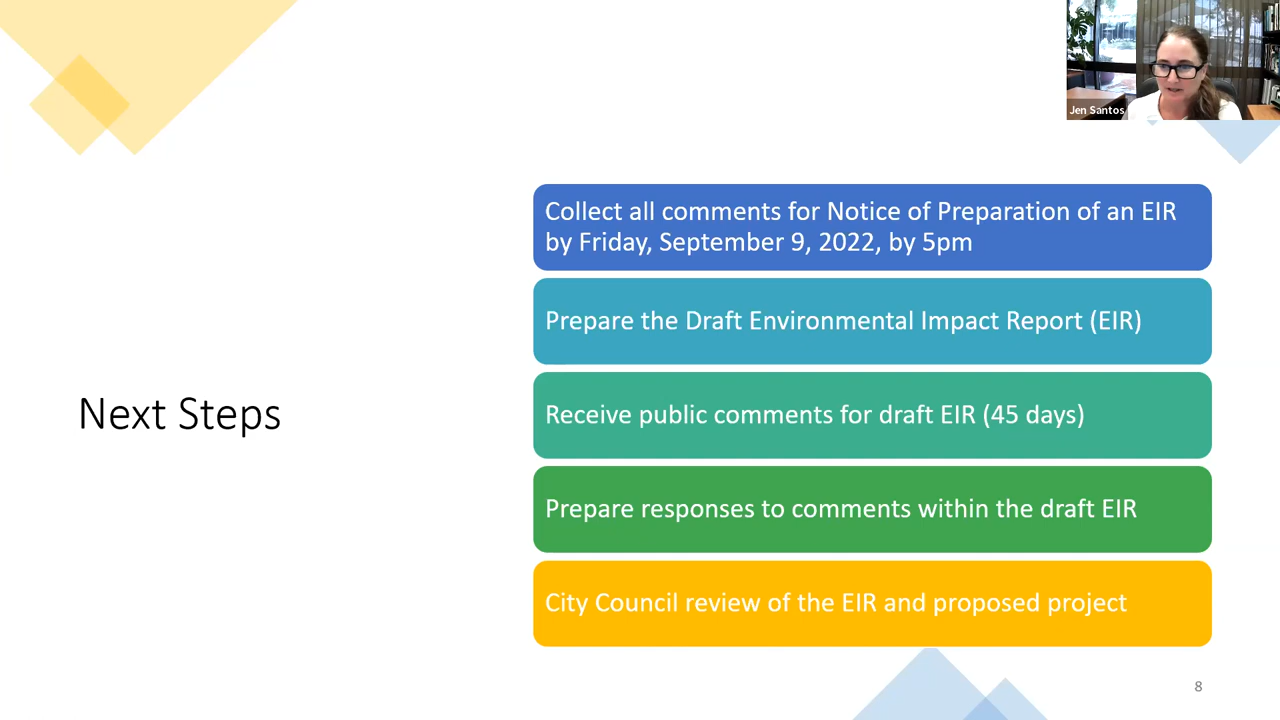 Jen Santos
Next Steps
Collect all comments for Notice of Preparation of an EIR
by Friday, September 9, 2022, by 5pm
Prepare the Draft Environmental Impact Report (EIR)
Receive public comments for draft EIR (45 days)
Prepare responses to comments within the draft EIR
City Council review of the EIR and proposed project
8